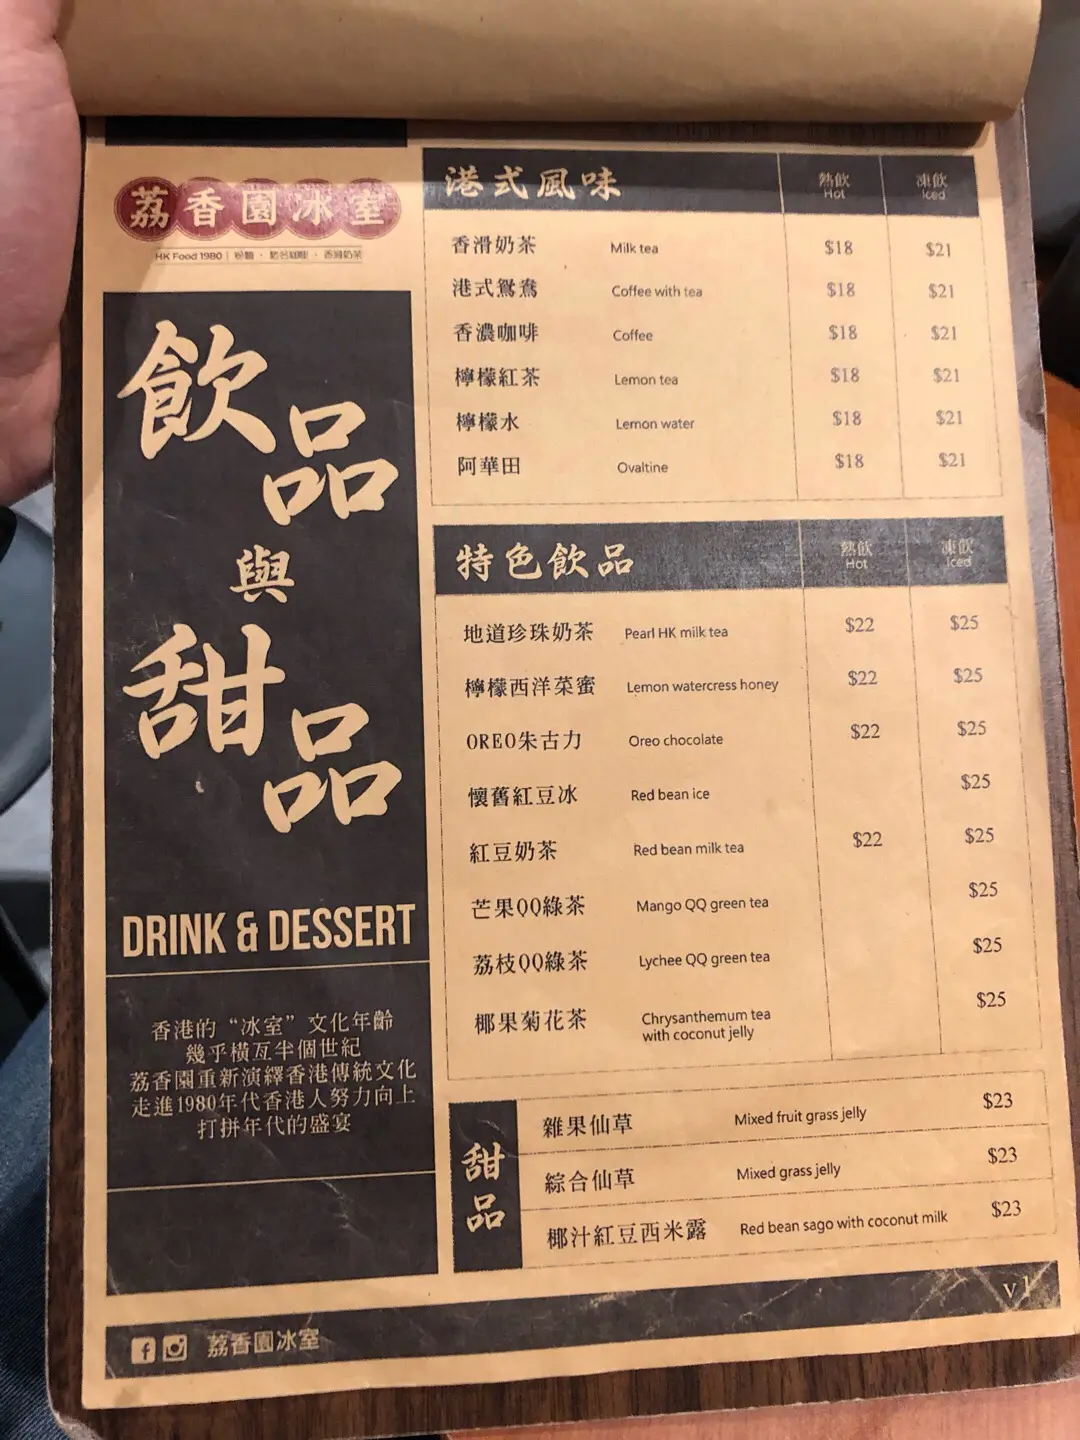 荔香園冰室
HK Food 1980 | 粉麵 · 馳名咖啡 · 香滑奶茶
飲品
與
甜品
DRINK & DESSERT
香港的“冰室”文化年齡
幾乎橫亙半個世紀
荔香園重新演繹香港傳統文化
走進1980年代香港人努力向上
打拼年代的盛宴
港式風味 熱飲 凍飲
Hot Iced
香滑奶茶 Milk tea $18 $21
港式鴛鴦 Coffee with tea $18 $21
香濃咖啡 Coffee $18 $21
檸檬紅茶 Lemon tea $18 $21
檸檬水 Lemon water $18 $21
阿華田 Ovaltine $18 $21
特色飲品 熱飲 凍飲
Hot Iced
地道珍珠奶茶 Pearl HK milk tea $22 $25
檸檬西洋菜蜜 Lemon watercress honey $22 $25
OREO朱古力 Oreo chocolate $22 $25
懷舊紅豆冰 Red bean ice $25
紅豆奶茶 Red bean milk tea $22 $25
芒果QQ綠茶 Mango QQ green tea $25
荔枝QQ綠茶 Lychee QQ green tea $25
椰果菊花茶 Chrysanthemum tea $25
with coconut jelly
甜品
雜果仙草 Mixed fruit grass jelly $23
綜合仙草 Mixed grass jelly $23
椰汁紅豆西米露 Red bean sago with coconut milk $23
荔香園冰室